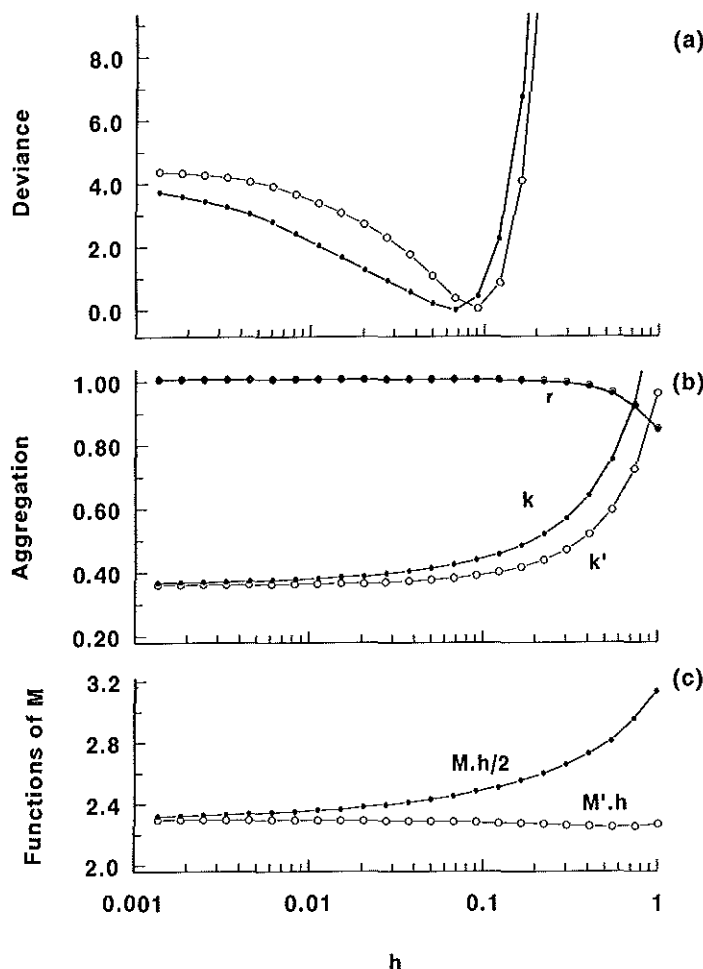 (a)
8.0
6.0
4.0
2.0
0.0
Deviance
(b)
1.00
0.80
0.60
0.40
0.20
Aggregation
r
k
k'
(c)
3.2
2.8
2.4
2.0
Functions of M
M.h/2
M'.h
0.001 0.01 0.1 1
h